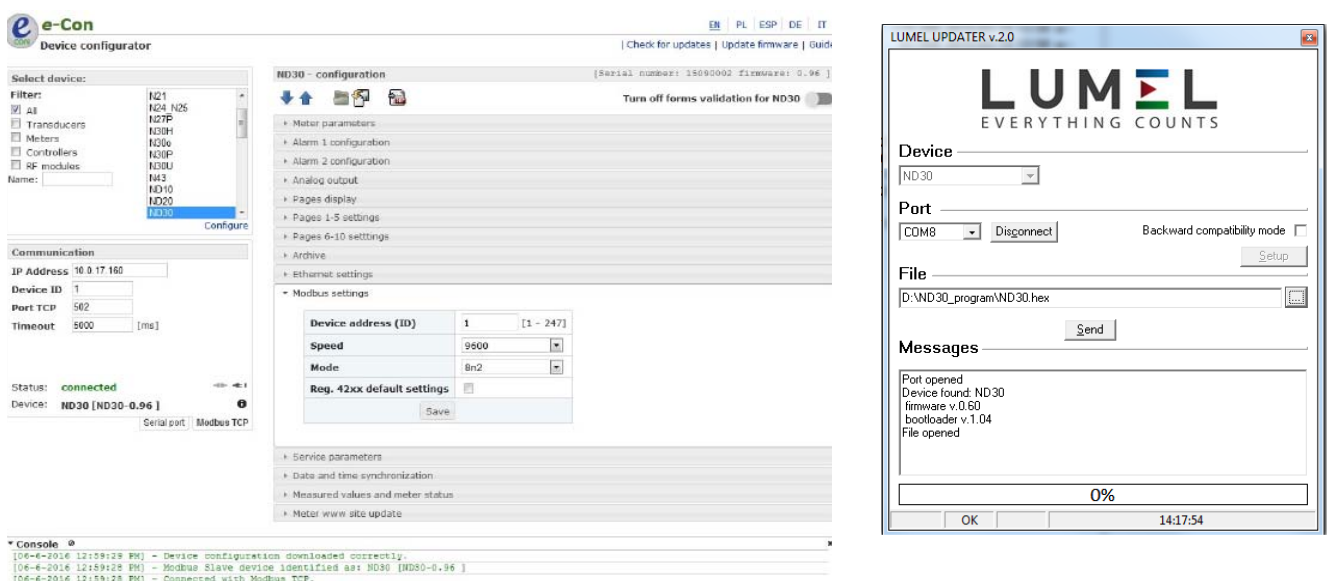 e-Con
Device configurator
EN PL ESP DE IT
| Check for updates | Update firmware | Guide
Select device:
Filter:
All
Transducers
Meters
Controllers
RF modules
Name:
N21
N24 N25
N27P
N30H
N30o
N30P
N30U
N43
ND10
ND20
ND30
Configure
Communication
IP Address 10.0.17.160
Device ID 1
Port TCP 502
Timeout 5000 [ms]
Status: connected
Device: ND30 [ND30-0.96 ]
Serial port Modbus TCP
ND30 - configuration [Serial number: 15090002 firmware: 0.96 ]
Turn off forms validation for ND30
Meter parameters
Alarm 1 configuration
Alarm 2 configuration
Analog output
Pages display
Pages 1-5 settings
Pages 6-10 setttings
Archive
Ethernet settings
Modbus settings
Device address (ID) 1 [1 - 247]
Speed 9600
Mode 8n2
Reg. 42xx default settings
Save
Service parameters
Date and time synchronization
Measured values and meter status
Meter www site update
Console
[06-6-2016 12:59:29 PM] - Device configuration downloaded correctly.
[06-6-2016 12:59:28 PM] - Modbus Slave device identified as: ND30 [ND30-0.96 ]
[06-6-2016 12:59:28 PM] - Connected with Modbus TCP.
LUMEL UPDATER v.2.0
LUMEL
EVERYTHING COUNTS
Device
ND30
Port
COM8 Disconnect Backward compatibility mode
Setup
File
D:\ND30_program\ND30.hex ...
Send
Messages
Port opened
Device found: ND30
firmware v.0.60
bootloader v.1.04
File opened
0%
OK 14:17:54